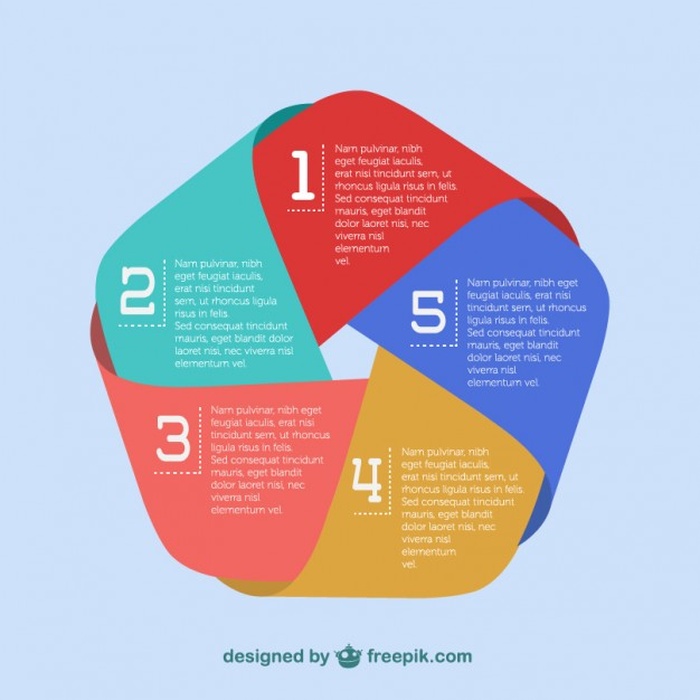 1
Nam pulvinar, nibh
eget feugiat iaculis,
erat nisi tincidunt sem, ut
rhoncus ligula risus in felis.
Sed consequat tincidunt
mauris, eget blandit
dolor laoret nisi, nec
viverra nisl
elementum
vel.
2
Nam pulvinar, nibh
eget feugiat iaculis,
erat nisi tincidunt
sem, ut rhoncus ligula
risus in felis.
Sed consequat tincidunt
mauris, eget blandit dolor
laoret nisi, nec viverra nisl
elementum vel.
3
Nam pulvinar, nibh eget
feugiat iaculis, erat nisi
tincidunt sem, ut rhoncus
ligula risus in felis.
Sed consequat tincidunt
mauris, eget blandit dolor
laoret nisi, nec
viverra nisl
elementum vel.
4
Nam pulvinar, nibh
eget feugiat iaculis,
erat nisi tincidunt sem, ut
rhoncus ligula risus in felis.
Sed consequat tincidunt
mauris, eget blandit
dolor laoret nisi, nec
viverra nisl
elementum
vel.
5
Nam pulvinar, nibh eget
feugiat iaculis, erat nisi
tincidunt sem, ut rhoncus
ligula risus in felis.
Sed consequat tincidunt
mauris, eget blandit
dolor laoret nisi, nec
viverra nisl
elementum vel.
designed by freepik.com